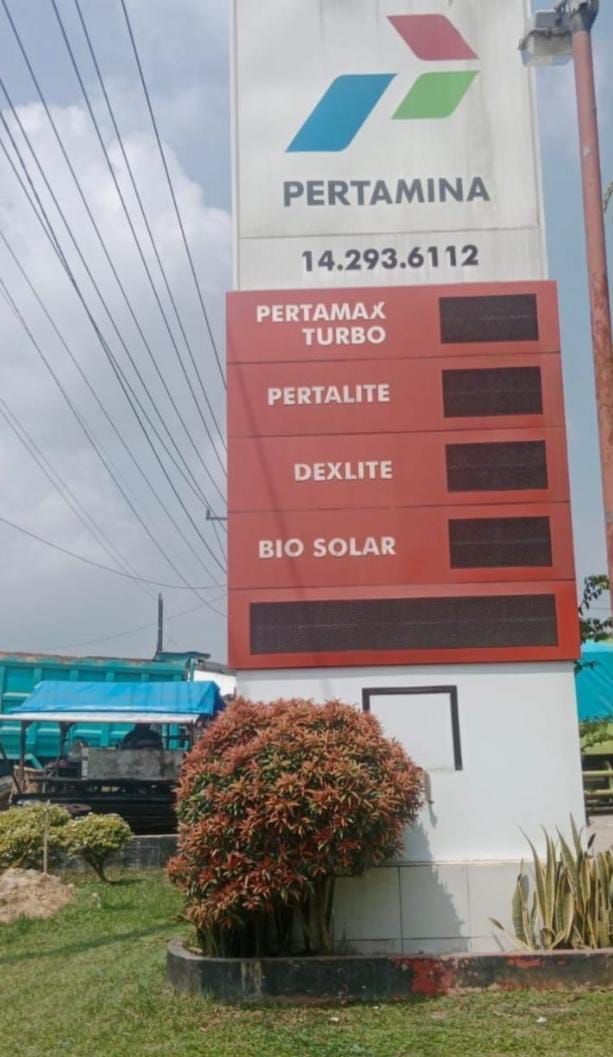 PERTAMINA
14.293.6112
PERTAMAX
TURBO
PERTALITE
DEXLITE
BIO SOLAR